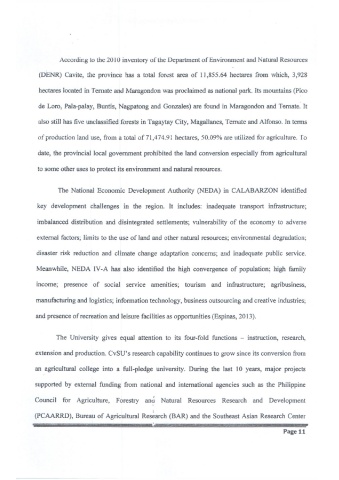 According to the 2010 inventory of the Department of Environment and Natural Resources
(DENR) Cavite, the province has a total forest area of 11,855.64 hectares from which, 3,928
hectares located in Ternate and Maragondon was proclaimed as national park. Its mountains (Pico
de Loro, Pala-palay, Buntis, Nagpatong and Gonzales) are found in Maragondon and Ternate. It
also still has five unclassified forests in Tagaytay City, Magallanes, Ternate and Alfonso. In terms
of production land use, from a total of 71,474.91 hectares, 50.09% are utilized for agriculture. To
date, the provincial local government prohibited the land conversion especially from agricultural
to some other uses to protect its environment and natural resources.
The National Economic Development Authority (NEDA) in CALABARZON identified
key development challenges in the region. It includes: inadequate transport infrastructure;
imbalanced distribution and disintegrated settlements; vulnerability of the economy to adverse
external factors; limits to the use of land and other natural resources; environmental degradation;
disaster risk reduction and climate change adaptation concerns; and inadequate public service.
Meanwhile, NEDA IV-A has also identified the high convergence of population; high family
income; presence of social service amenities; tourism and infrastructure; agribusiness,
manufacturing and logistics; information technology, business outsourcing and creative industries;
and presence of recreation and leisure facilities as opportunities (Espinas, 2013).
The University gives equal attention to its four-fold functions – instruction, research,
extension and production. CvSU's research capability continues to grow since its conversion from
an agricultural college into a full-pledge university. During the last 10 years, major projects
supported by external funding from national and international agencies such as the Philippine
Council for Agriculture, Forestry and Natural Resources Research and Development
(PCAARRD), Bureau of Agricultural Research (BAR) and the Southeast Asian Research Center
Page 11